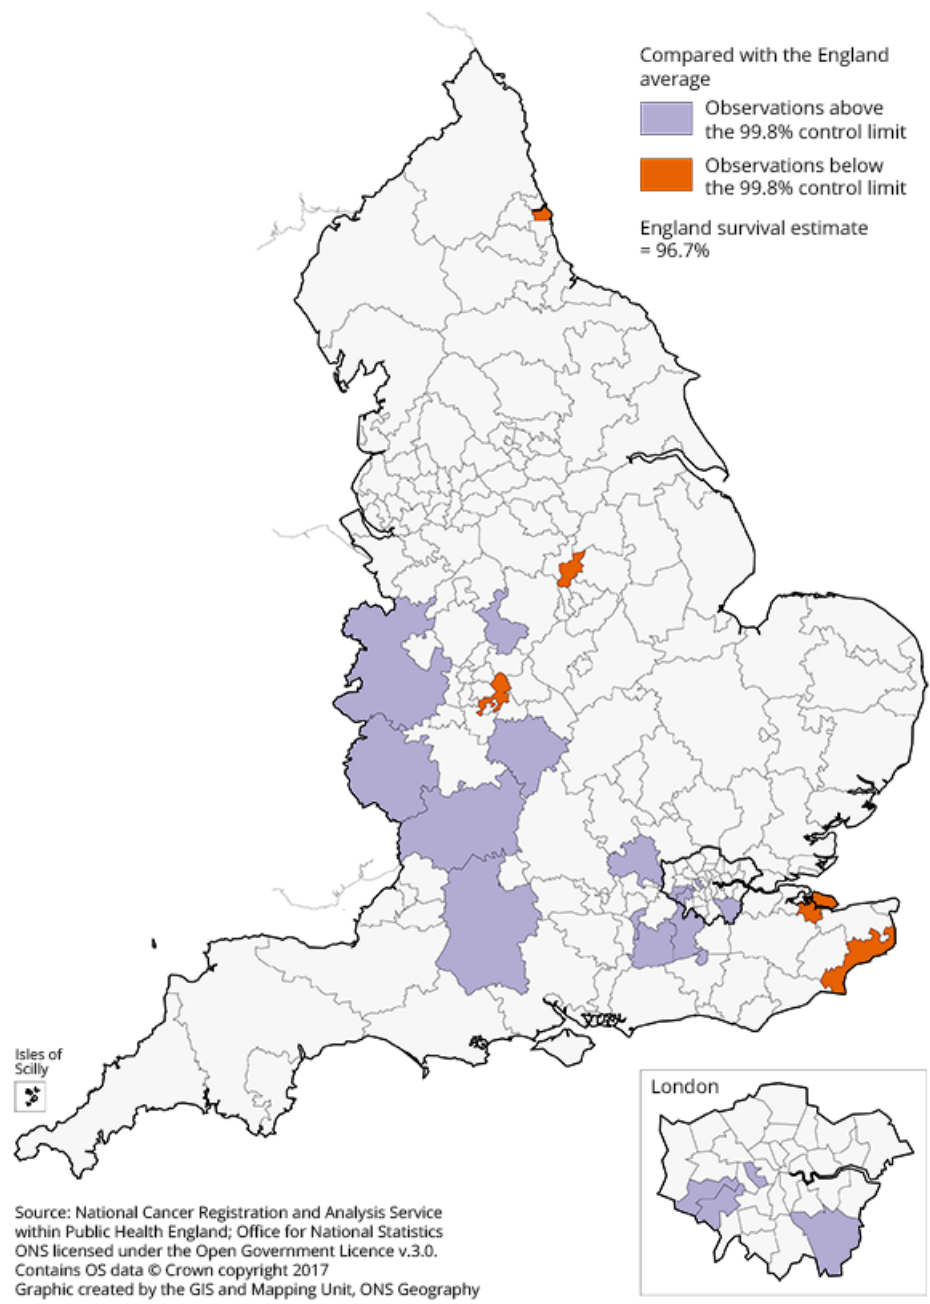 Compared with the England
average
Observations above
the 99.8% control limit
Observations below
the 99.8% control limit
England survival estimate
= 96.7%
Isles of
Scilly
London
Source: National Cancer Registration and Analysis Service
within Public Health England; Office for National Statistics
ONS licensed under the Open Government Licence v.3.0.
Contains OS data © Crown copyright 2017
Graphic created by the GIS and Mapping Unit, ONS Geography